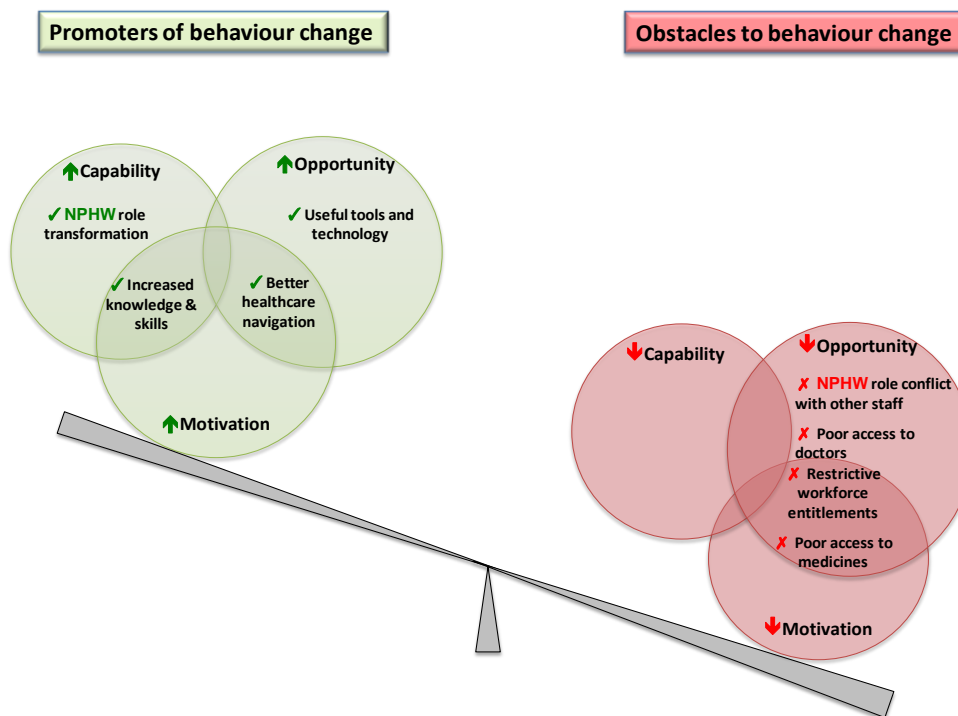 Promoters of behaviour change
Obstacles to behaviour change
Capability
✓ NPHW role
transformation
Opportunity
✓ Useful tools and
technology
✓ Increased
knowledge &
skills
✓ Better
healthcare
navigation
Motivation
Capability
Opportunity
✗ NPHW role conflict
with other staff
✗ Poor access to
doctors
✗ Restrictive
workforce
entitlements
✗ Poor access to
medicines
Motivation